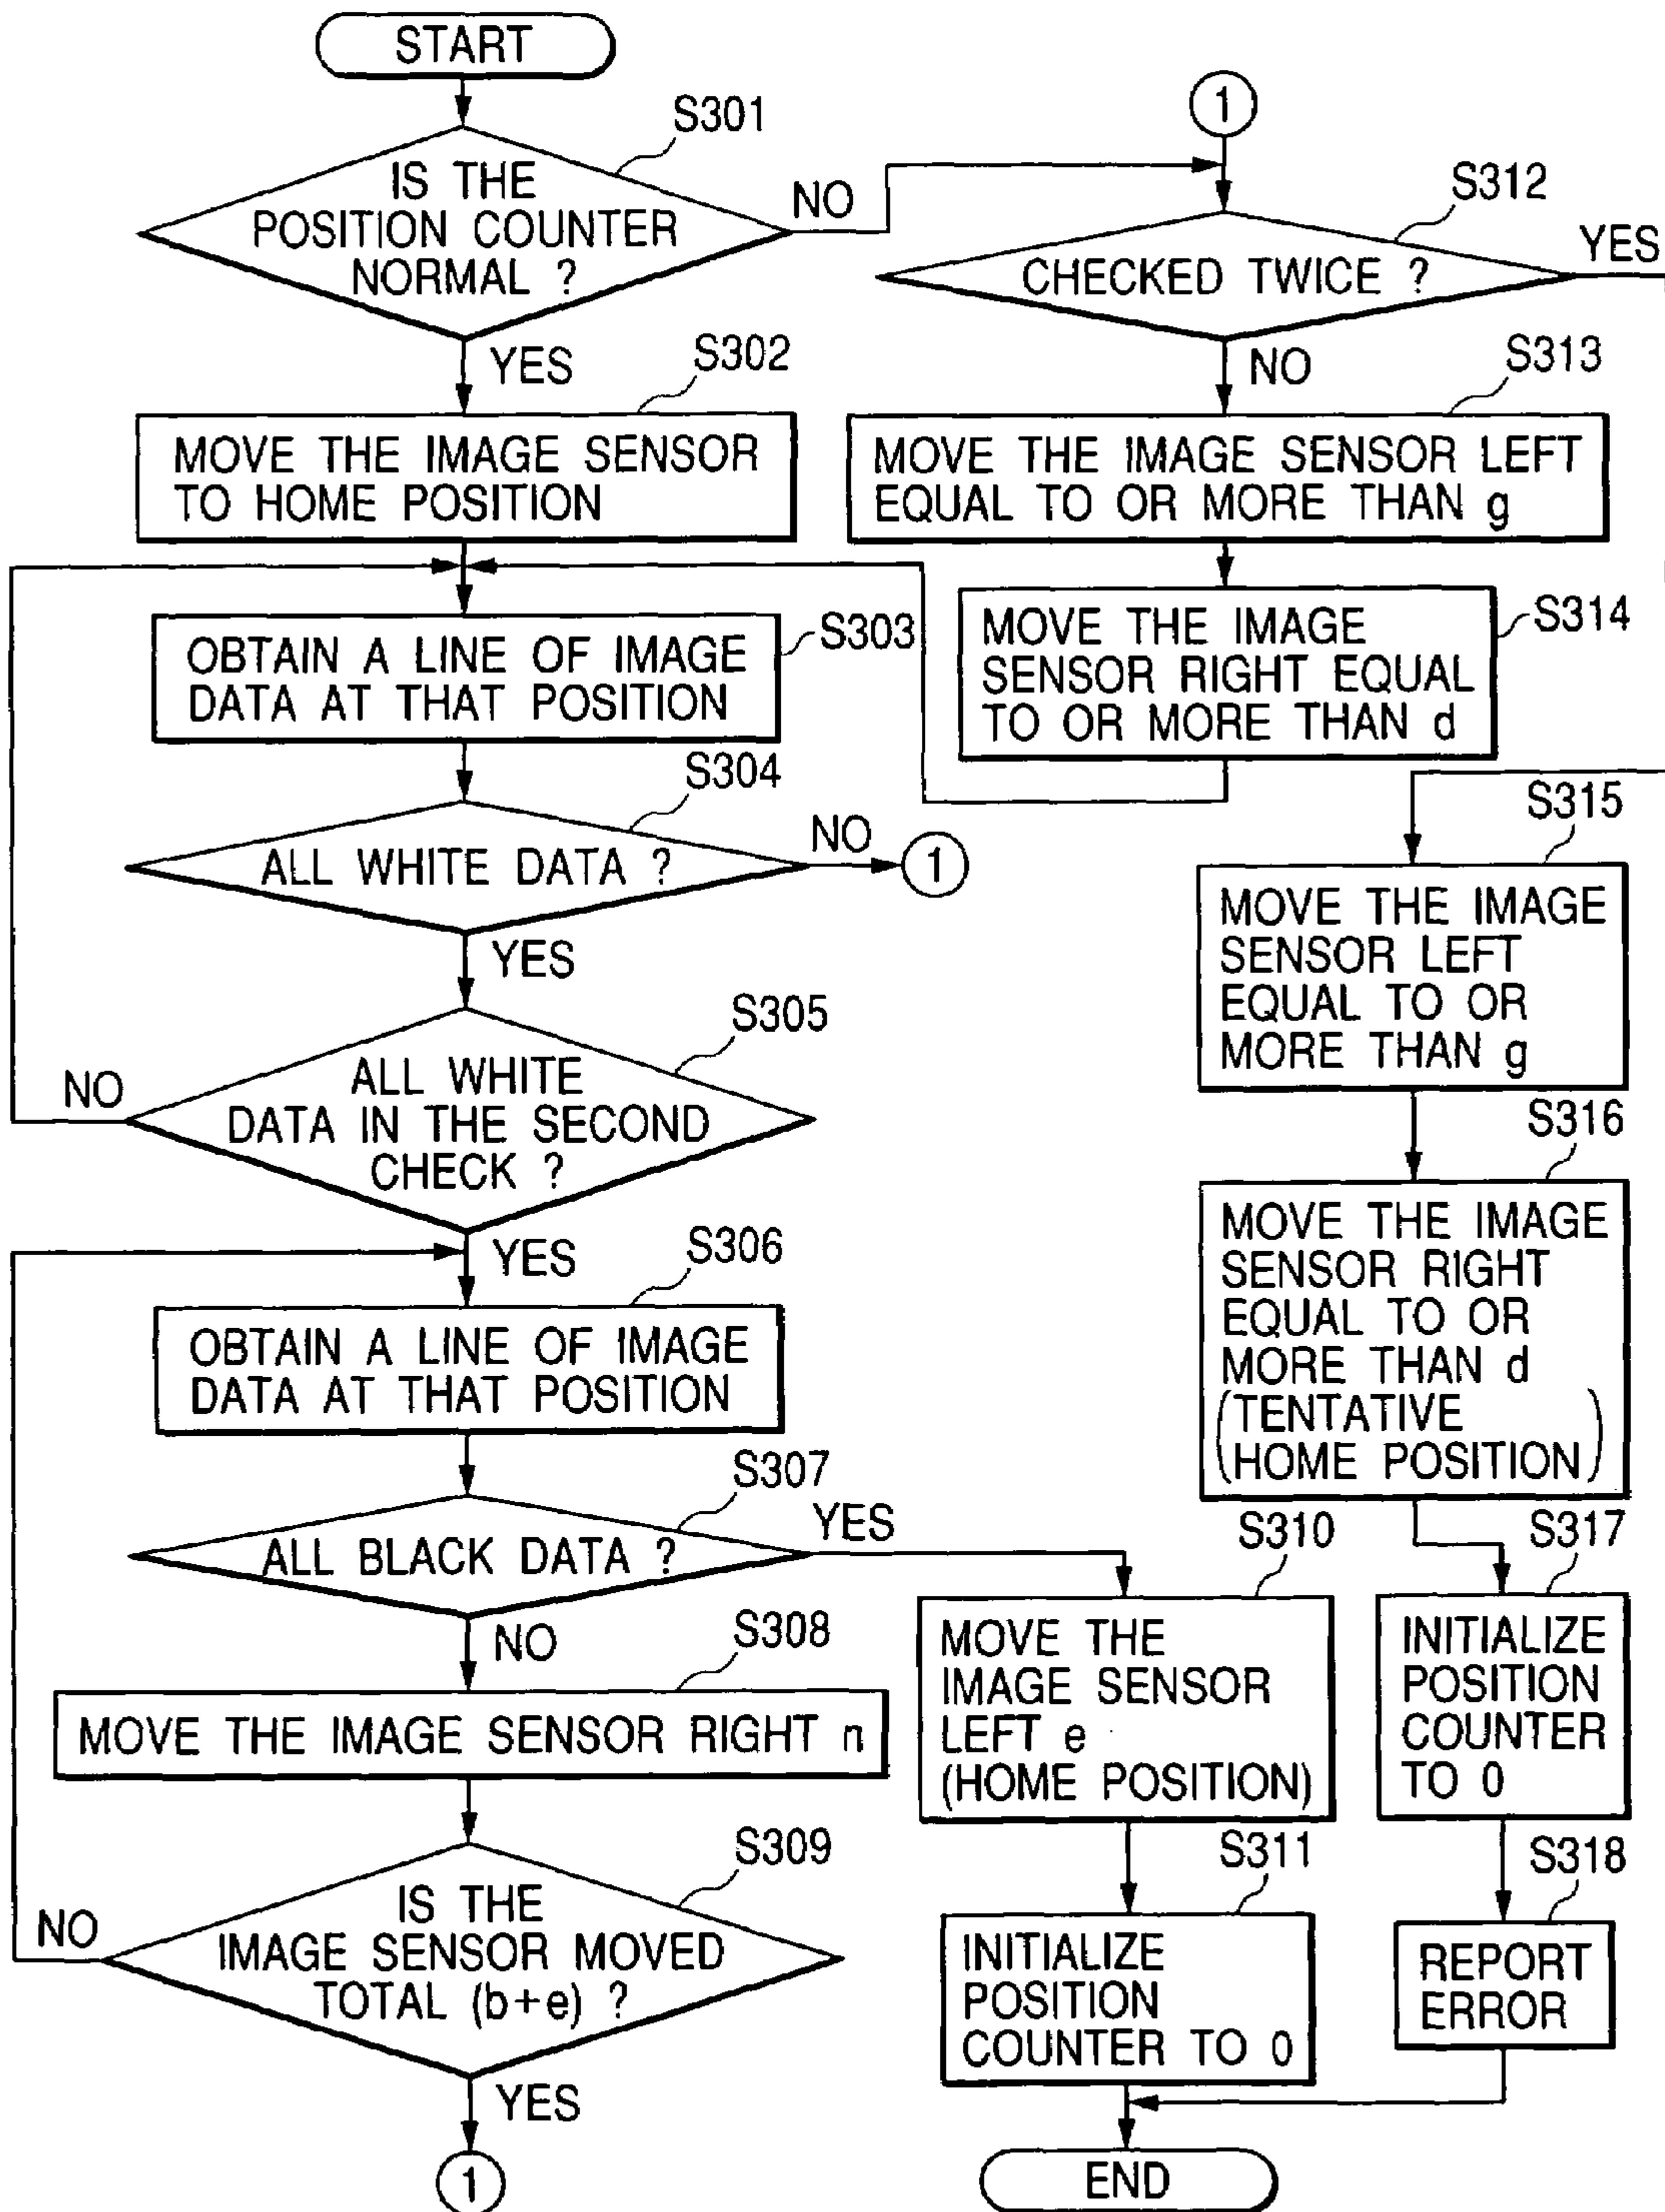 START
S301
IS THE
POSITION COUNTER
NORMAL ?
NO
YES
S302
MOVE THE IMAGE SENSOR
TO HOME POSITION
S303
OBTAIN A LINE OF IMAGE
DATA AT THAT POSITION
S304
ALL WHITE DATA ?
NO
1
YES
S305
ALL WHITE
DATA IN THE SECOND
CHECK ?
NO
YES
S306
OBTAIN A LINE OF IMAGE
DATA AT THAT POSITION
S307
ALL BLACK DATA ?
YES
NO
S308
MOVE THE IMAGE SENSOR RIGHT n
S309
IS THE
IMAGE SENSOR MOVED
TOTAL (b+e) ?
NO
YES
1
S310
MOVE THE
IMAGE SENSOR
LEFT e
(HOME POSITION)
S311
INITIALIZE
POSITION
COUNTER TO 0
END
1
S312
CHECKED TWICE ?
YES
NO
S313
MOVE THE IMAGE SENSOR LEFT
EQUAL TO OR MORE THAN g
S314
MOVE THE IMAGE
SENSOR RIGHT EQUAL
TO OR MORE THAN d
S315
MOVE THE IMAGE
SENSOR LEFT
EQUAL TO OR
MORE THAN g
S316
MOVE THE IMAGE
SENSOR RIGHT
EQUAL TO OR
MORE THAN d
(TENTATIVE
HOME POSITION)
S317
INITIALIZE
POSITION
COUNTER
TO 0
S318
REPORT
ERROR